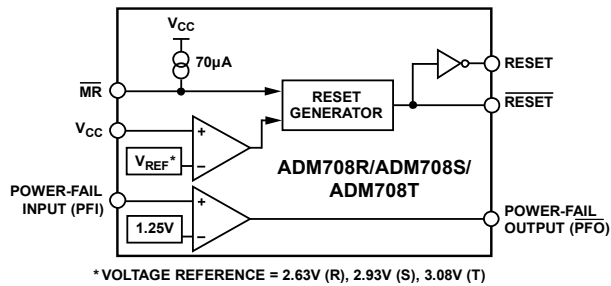 VCC
70µA
MR
RESET
GENERATOR
RESET
RESET
VCC
VREF*
ADM708R/ADM708S/
ADM708T
POWER-FAIL
INPUT (PFI)
1.25V
POWER-FAIL
OUTPUT (PFO)
* VOLTAGE REFERENCE = 2.63V (R), 2.93V (S), 3.08V (T)